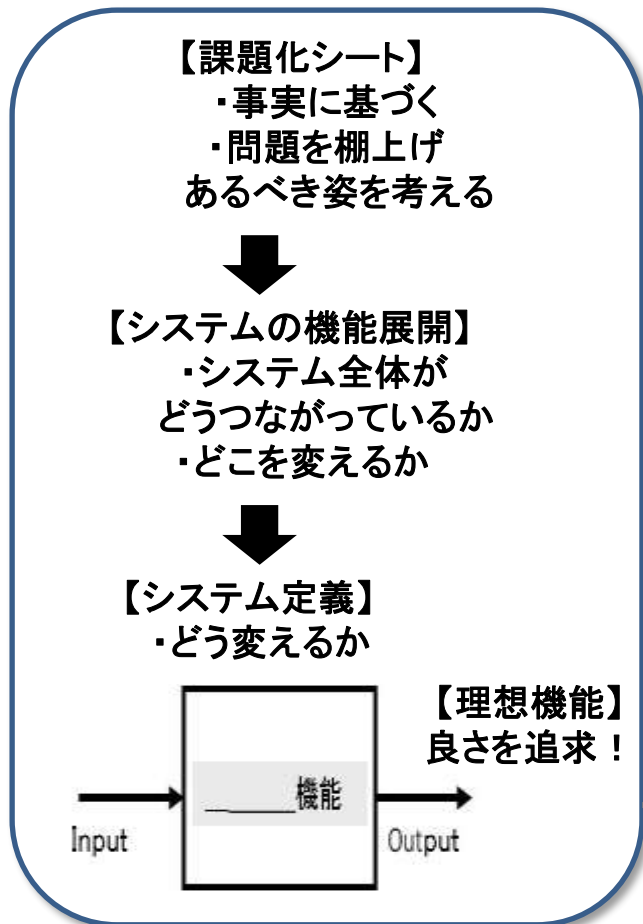 【課題化シート】
・事実に基づく
・問題を棚上げ
あるべき姿を考える
【システムの機能展開】
・システム全体が
どうつながっているか
・どこを変えるか
【システム定義】
・どう変えるか
【理想機能】
良さを追求！
______機能
Input
Output